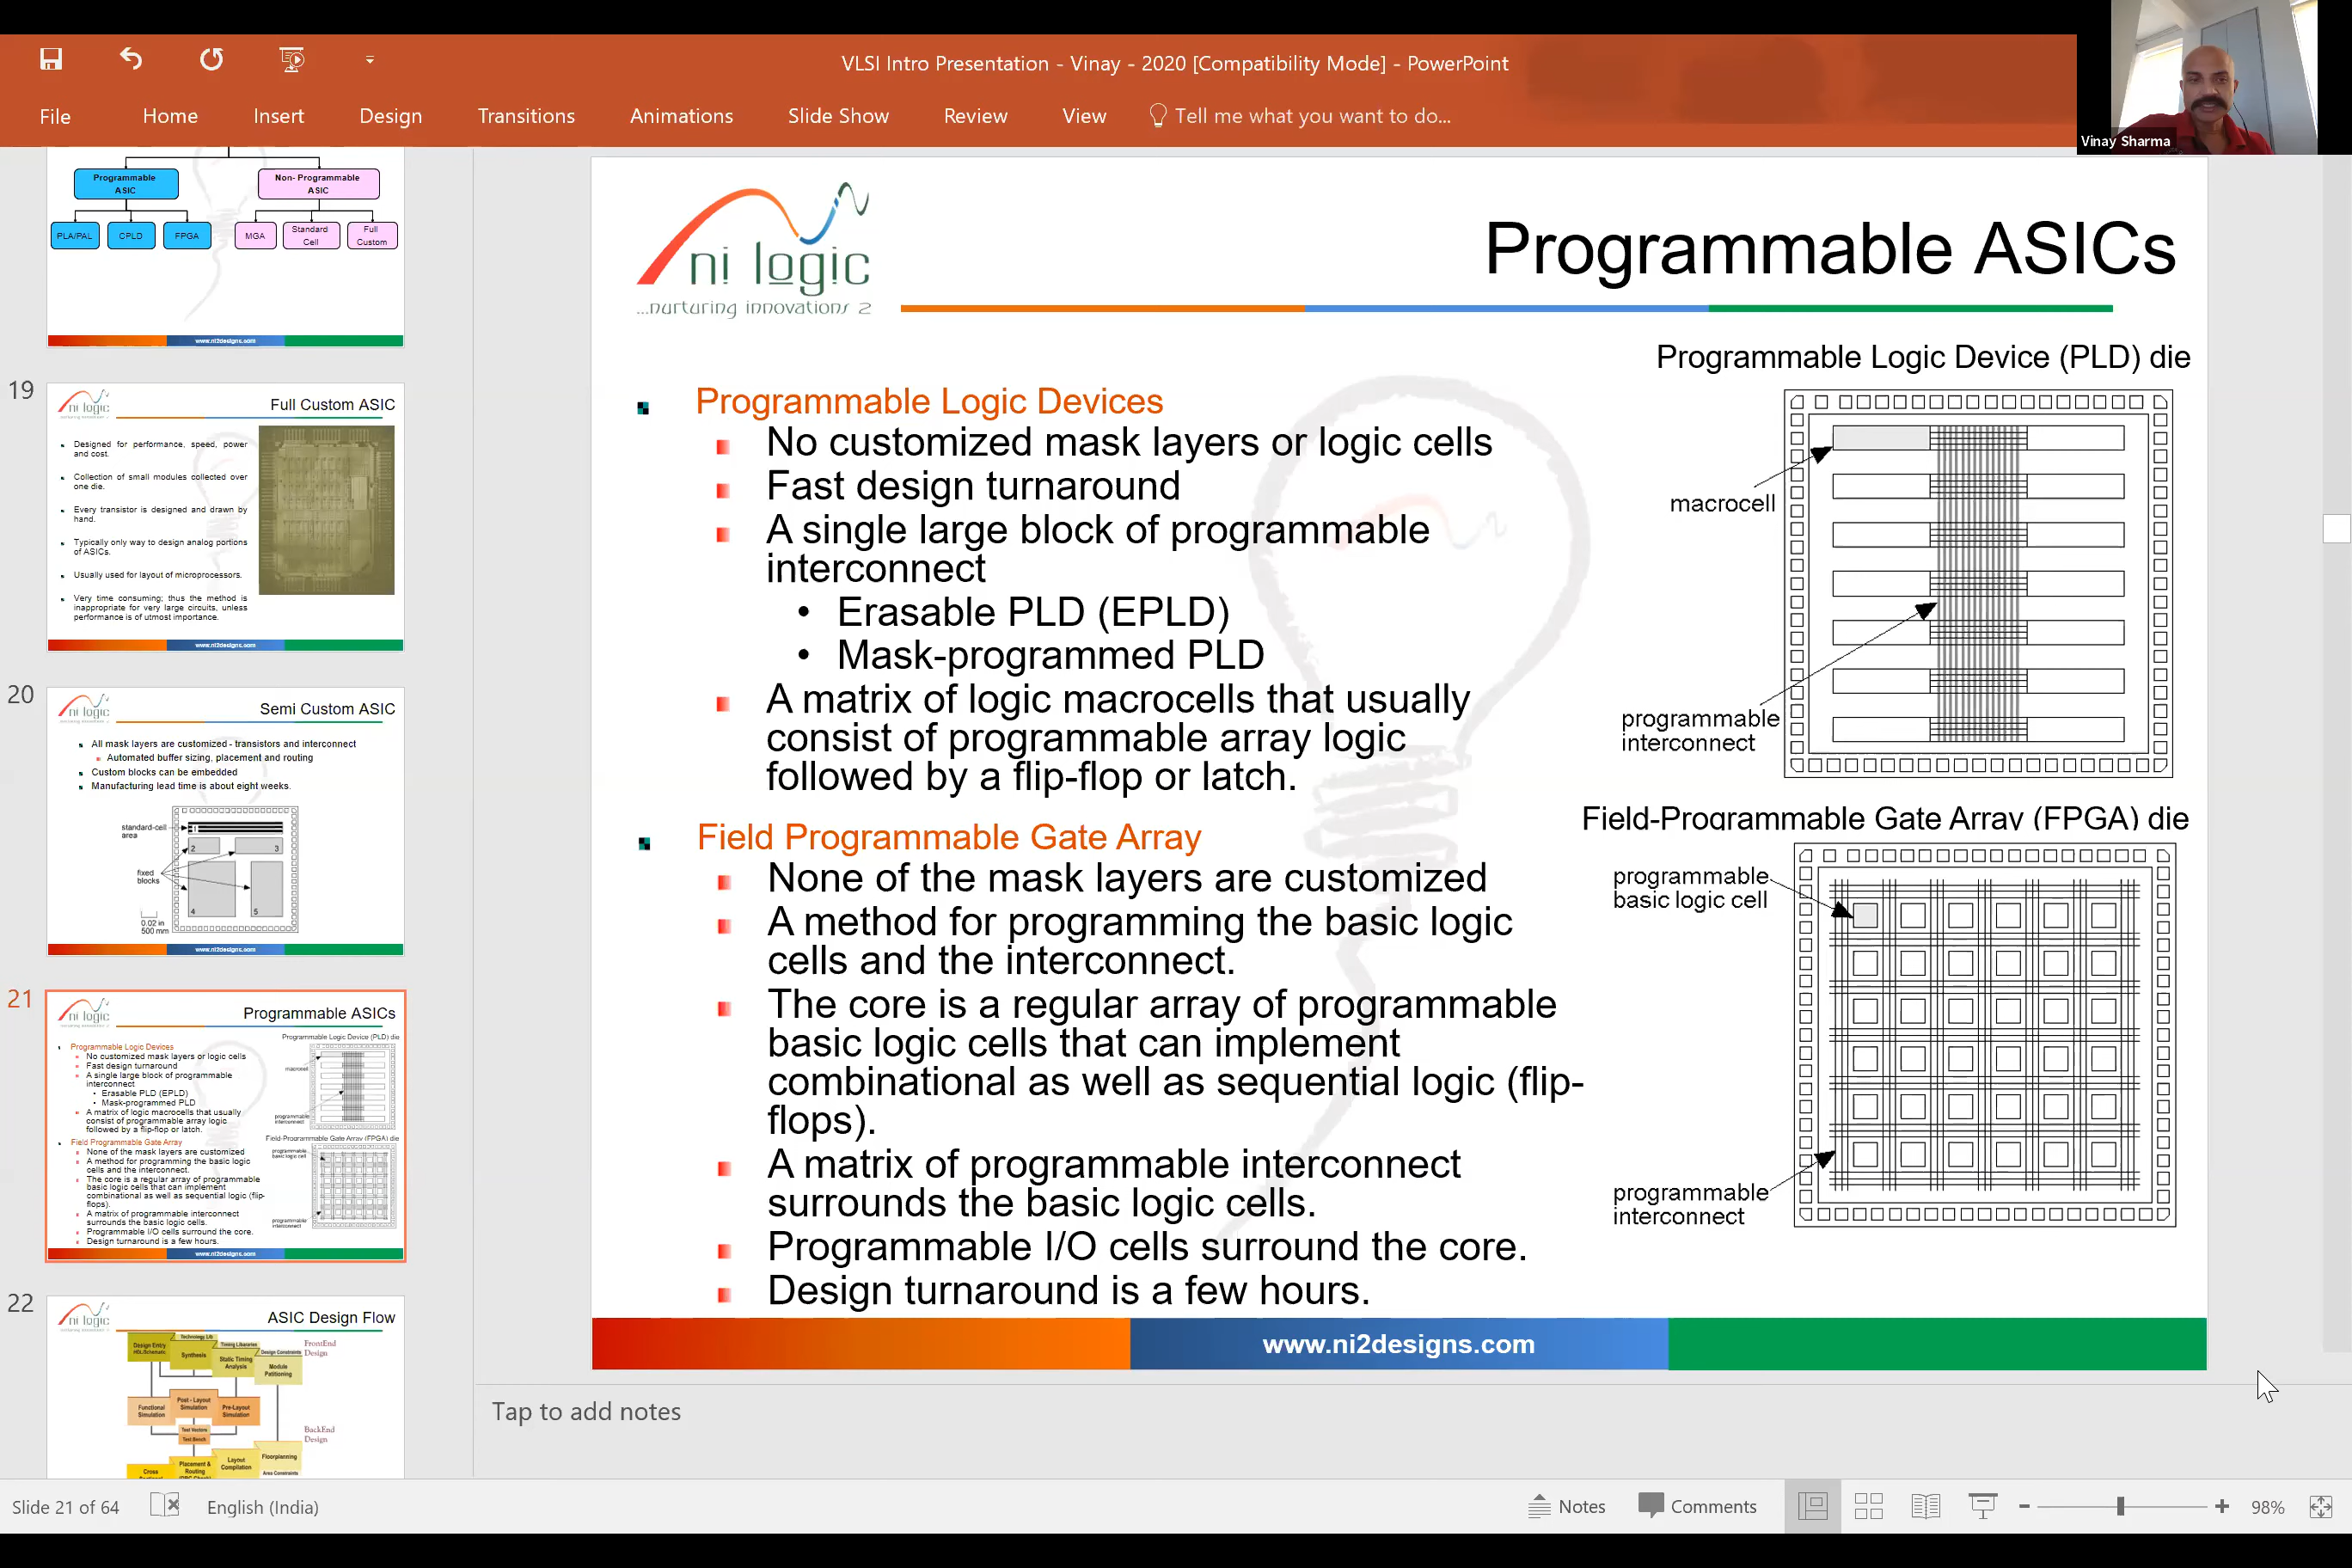 VLSI Intro Presentation - Vinay - 2020 [Compatibility Mode] - PowerPoint
File Home Insert Design Transitions Animations Slide Show Review View Tell me what you want to do...
Vinay Sharma
Programmable
ASIC
Non- Programmable
ASIC
PLA/PAL CPLD FPGA MGA Standard
Cell Full
Custom
www.ni2designs.com
19
ni logic
Full Custom ASIC
Designed for performance, speed, power
and cost.
Collection of small modules collected over
one die.
Every transistor is designed and drawn by
hand.
Typically only way to design analog portions
of ASICs.
Usually used for layout of microprocessors.
Very time consuming; thus the method is
inappropriate for very large circuits, unless
performance is of utmost importance.
www.ni2designs.com
20
ni logic
Semi Custom ASIC
All mask layers are customized - transistors and interconnect
Automated buffer sizing, placement and routing
Custom blocks can be embedded
Manufacturing lead time is about eight weeks.
standard-cell
area
1
2 3
fixed
blocks
4 5
0.02 in
500 mm
www.ni2designs.com
21
ni logic
Programmable ASICs
Programmable Logic Device (PLD) die
Programmable Logic Devices
No customized mask layers or logic cells
Fast design turnaround
A single large block of programmable
interconnect
Erasable PLD (EPLD)
Mask-programmed PLD
A matrix of logic macrocells that usually
consist of programmable array logic
followed by a flip-flop or latch.
macrocell
programmable
interconnect
Field-Programmable Gate Array (FPGA) die
Field Programmable Gate Array
None of the mask layers are customized
A method for programming the basic logic
cells and the interconnect.
The core is a regular array of programmable
basic logic cells that can implement
combinational as well as sequential logic (flip-
flops).
A matrix of programmable interconnect
surrounds the basic logic cells.
Programmable I/O cells surround the core.
Design turnaround is a few hours.
programmable
basic logic cell
programmable
interconnect
www.ni2designs.com
22
ni logic
ASIC Design Flow
Design Entry
HDL/Schematic
Technology Lib
Synthesis
Timing Libraries
Static Timing
Analysis
Design Constraints
Module
Patitioning
FrontEnd
Design
Functional
Simulation
Post - Layout
Simulation
Pre-Layout
Simulation
Test Vectors
Test Bench
BackEnd
Design
Placement &
Routing
Layout
Compilation
Floorplanning
Area Constraints
Cross
ni logic
...nurturing innovations 2
Programmable ASICs
Programmable Logic Device (PLD) die
Programmable Logic Devices
No customized mask layers or logic cells
Fast design turnaround
A single large block of programmable
interconnect
• Erasable PLD (EPLD)
• Mask-programmed PLD
A matrix of logic macrocells that usually
consist of programmable array logic
followed by a flip-flop or latch.
macrocell
programmable
interconnect
Field-Programmable Gate Array (FPGA) die
Field Programmable Gate Array
None of the mask layers are customized
A method for programming the basic logic
cells and the interconnect.
The core is a regular array of programmable
basic logic cells that can implement
combinational as well as sequential logic (flip-
flops).
A matrix of programmable interconnect
surrounds the basic logic cells.
Programmable I/O cells surround the core.
Design turnaround is a few hours.
programmable
basic logic cell
programmable
interconnect
www.ni2designs.com
Tap to add notes
Slide 21 of 64 English (India) Notes Comments 98%